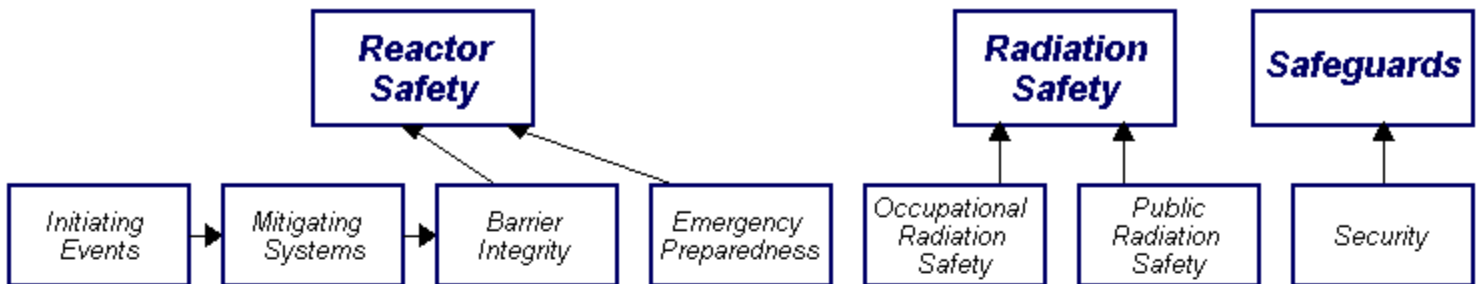 Reactor
Safety
Radiation
Safety
Safeguards
Initiating
Events
Mitigating
Systems
Barrier
Integrity
Emergency
Preparedness
Occupational
Radiation
Safety
Public
Radiation
Safety
Security